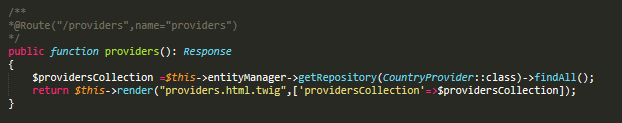 /**
*@Route("/providers",name="providers")
*/
public function providers(): Response
{
    $providersCollection =$this->entityManager->getRepository(CountryProvider::class)->findAll();
    return $this->render("providers.html.twig",['providersCollection'=>$providersCollection]);
}